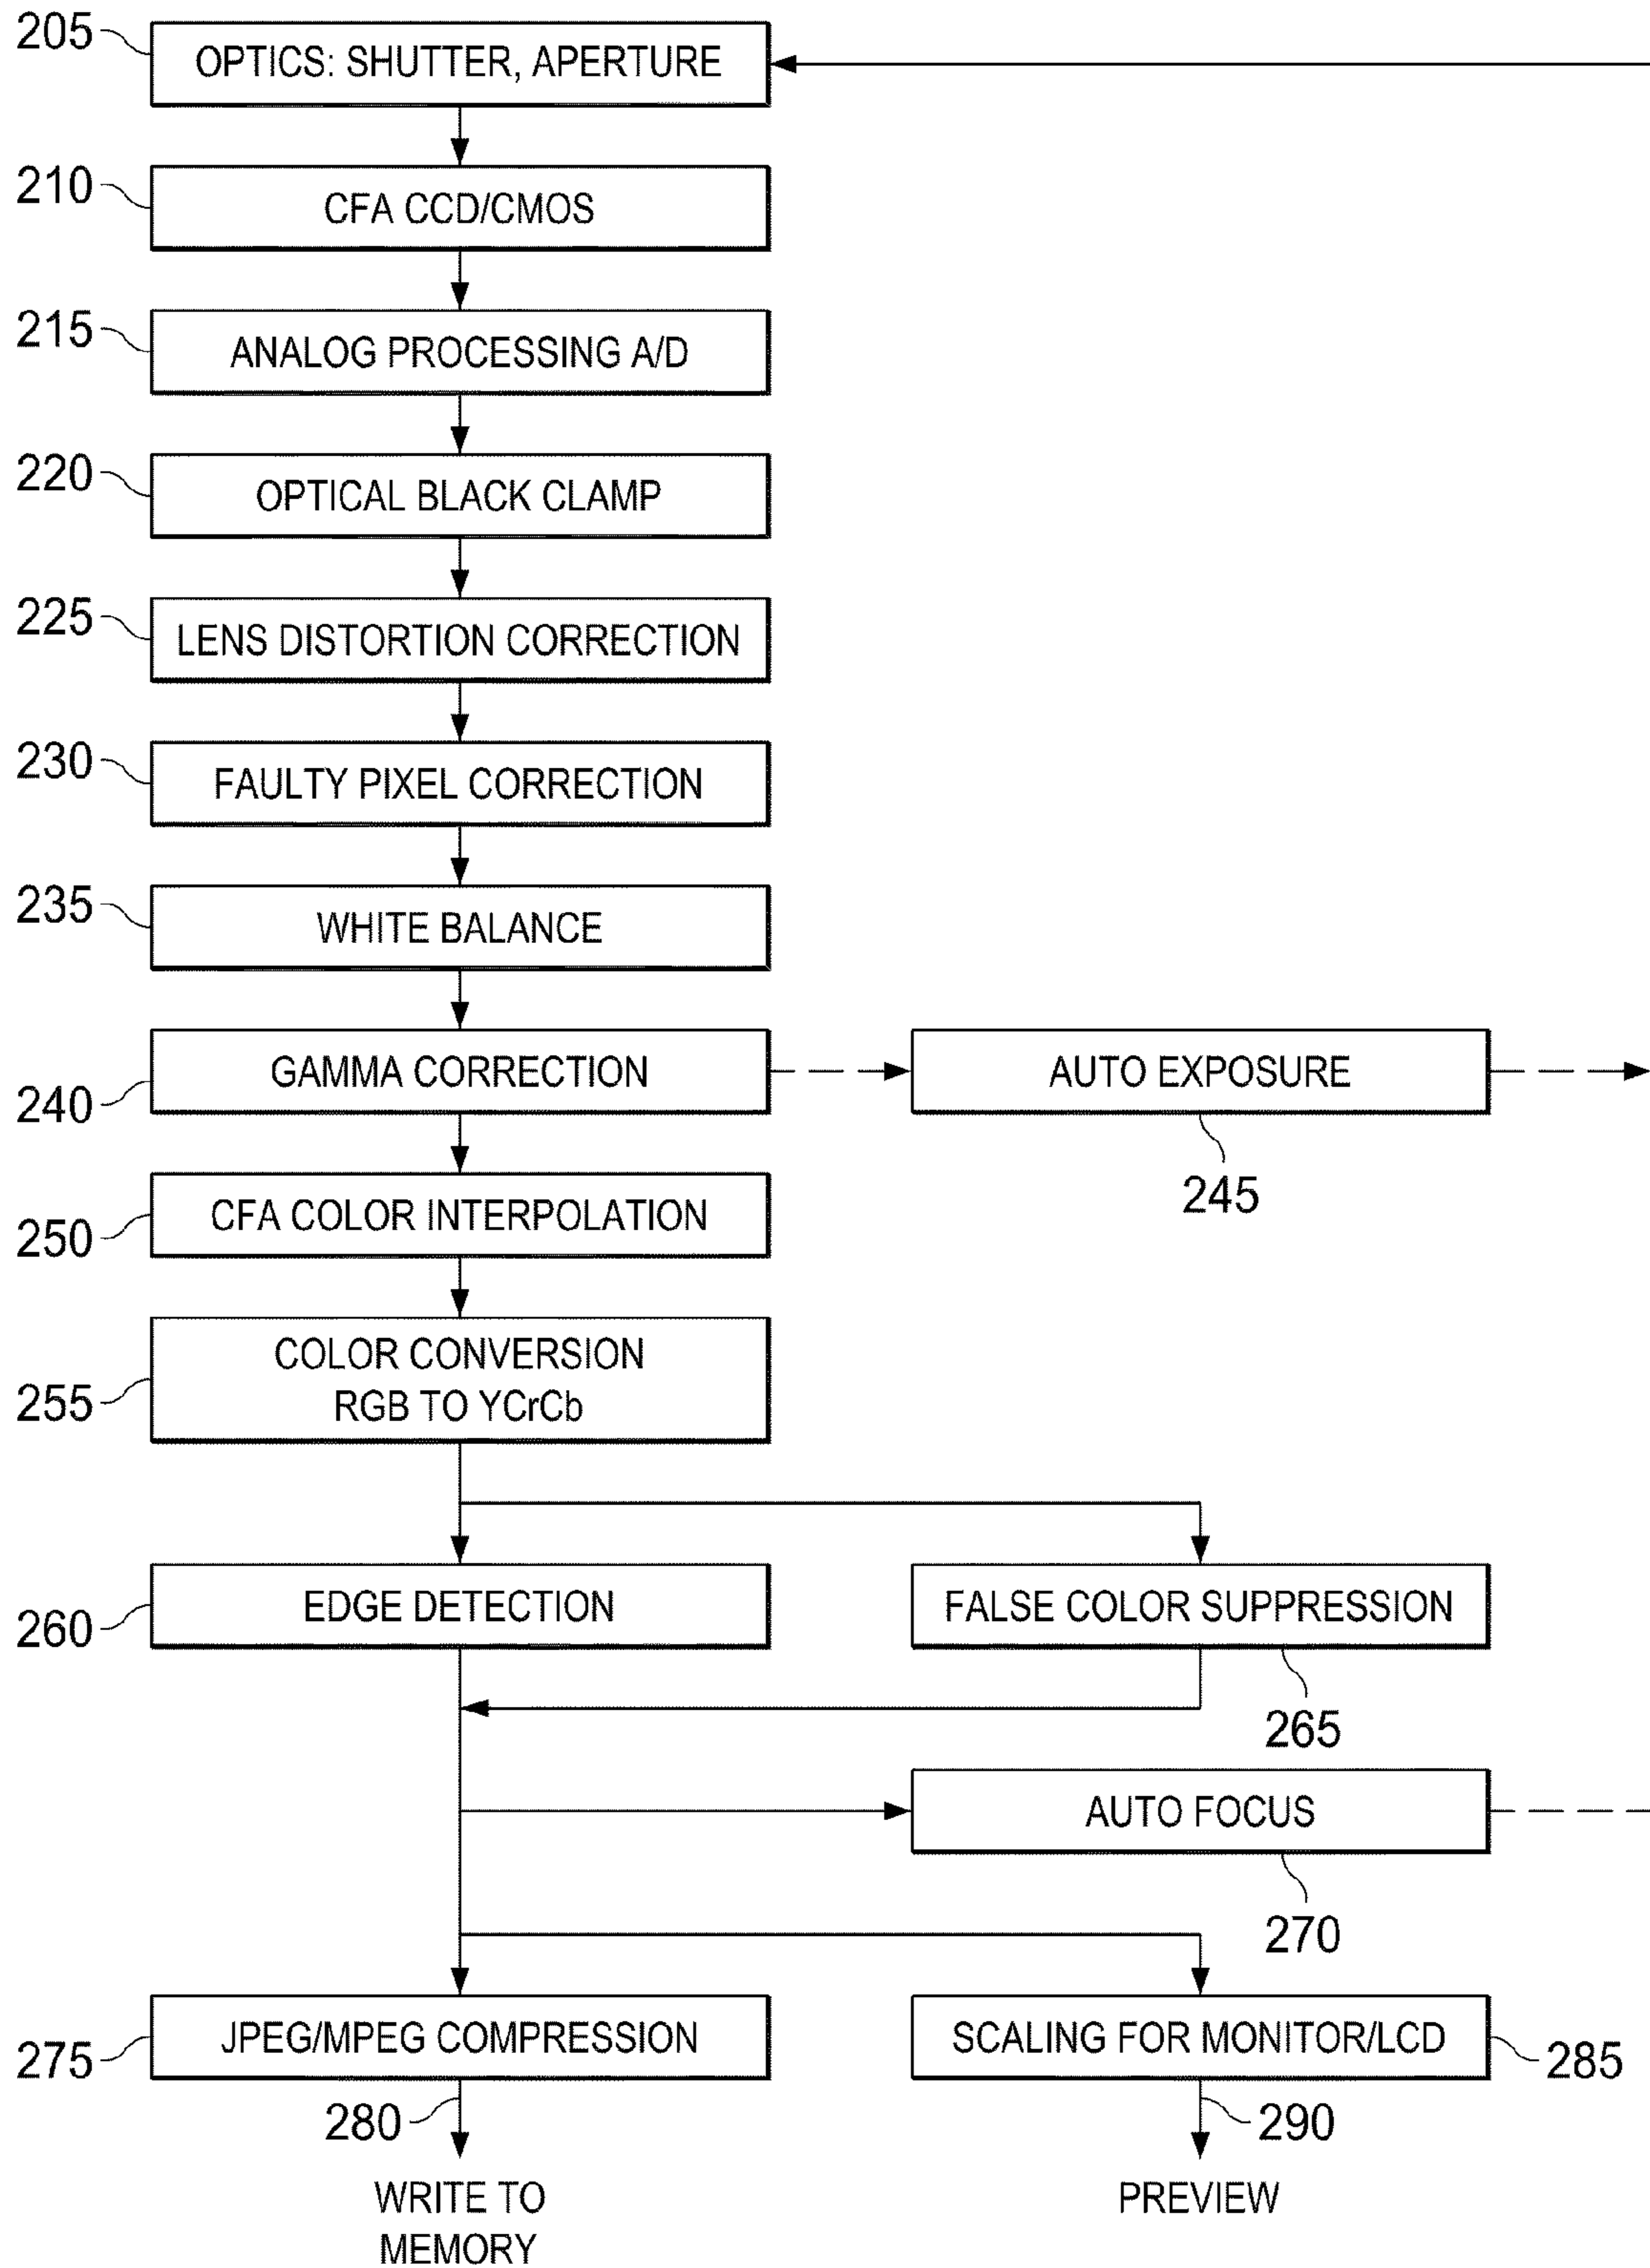 205
OPTICS: SHUTTER, APERTURE
210
CFA CCD/CMOS
215
ANALOG PROCESSING A/D
220
OPTICAL BLACK CLAMP
225
LENS DISTORTION CORRECTION
230
FAULTY PIXEL CORRECTION
235
WHITE BALANCE
240
GAMMA CORRECTION
AUTO EXPOSURE
245
250
CFA COLOR INTERPOLATION
255
COLOR CONVERSION
RGB TO YCrCb
260
EDGE DETECTION
FALSE COLOR SUPPRESSION
265
AUTO FOCUS
270
275
JPEG/MPEG COMPRESSION
SCALING FOR MONITOR/LCD
285
280
290
WRITE TO
MEMORY
PREVIEW